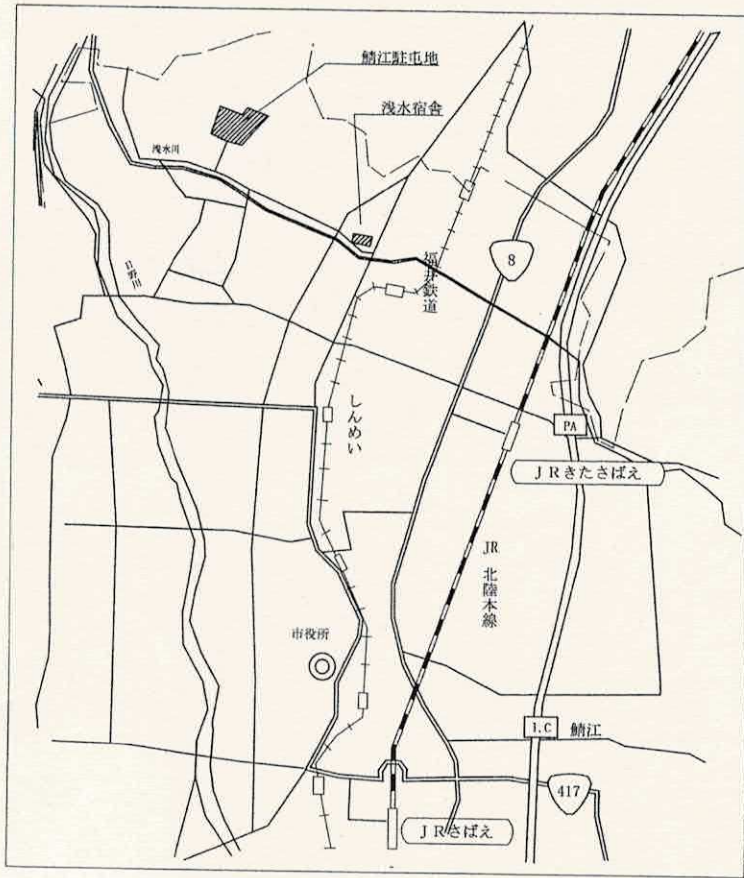 鯖江駐屯地
浅水宿舎
浅水川
8
福井鉄道
日野川
しんめい
PA
JRきたさばえ
JR 北陸本線
市役所
I.C
鯖江
417
JRさばえ